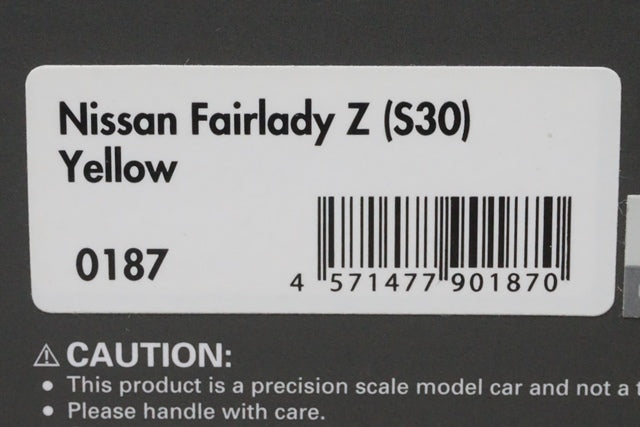 Nissan Fairlady Z (S30)
Yellow
0187
4 571477 901870
⚠ CAUTION:
• This product is a precision scale model car and not a
• Please handle with care.